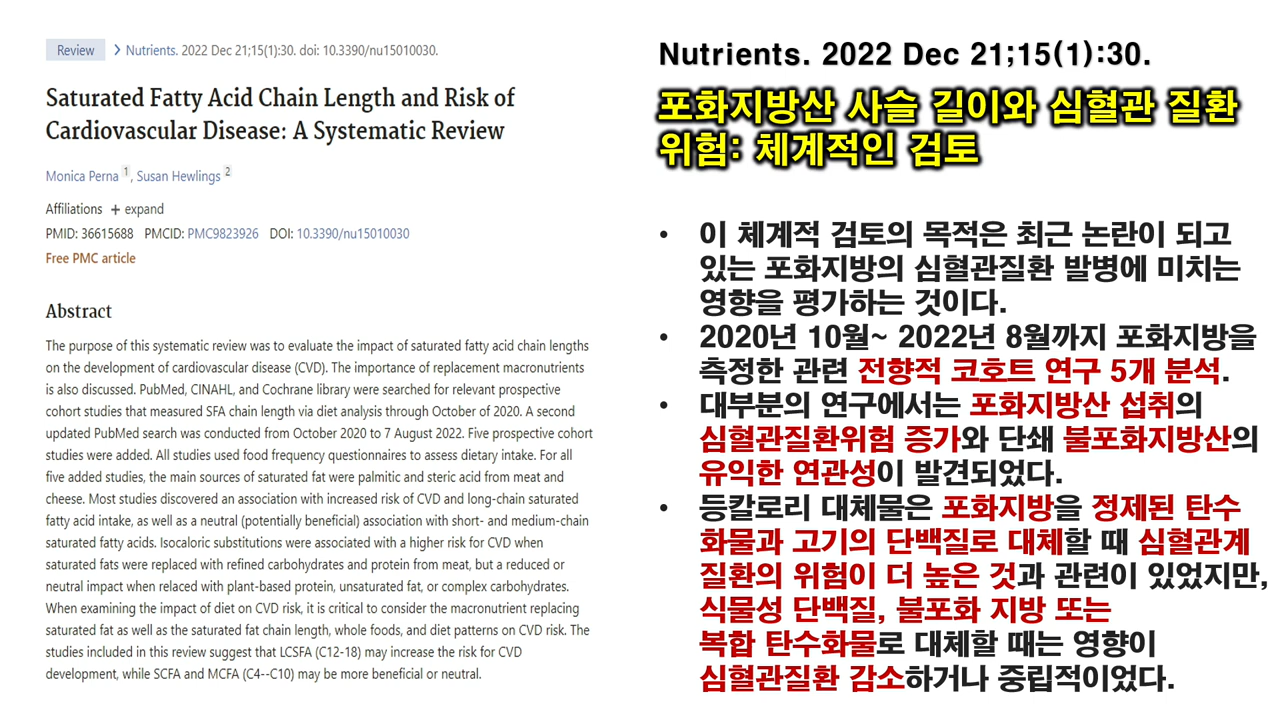 Review > Nutrients. 2022 Dec 21;15(1):30. doi: 10.3390/nu15010030.
Saturated Fatty Acid Chain Length and Risk of
Cardiovascular Disease: A Systematic Review
Monica Perna 1, Susan Hewlings 2
Affiliations + expand
PMID: 36615688 PMCID: PMC9823926 DOI: 10.3390/nu15010030
Free PMC article
Abstract
The purpose of this systematic review was to evaluate the impact of saturated fatty acid chain lengths
on the development of cardiovascular disease (CVD). The importance of replacement macronutrients
is also discussed. PubMed, CINAHL, and Cochrane library were searched for relevant prospective
cohort studies that measured SFA chain length via diet analysis through October of 2020. A second
updated PubMed search was conducted from October 2020 to 7 August 2022. Five prospective cohort
studies were added. All studies used food frequency questionnaires to assess dietary intake. For all
five added studies, the main sources of saturated fat were palmitic and steric acid from meat and
cheese. Most studies discovered an association with increased risk of CVD and long-chain saturated
fatty acid intake, as well as a neutral (potentially beneficial) association with short- and medium-chain
saturated fatty acids. Isocaloric substitutions were associated with a higher risk for CVD when
saturated fats were replaced with refined carbohydrates and protein from meat, but a reduced or
neutral impact when relaced with plant-based protein, unsaturated fat, or complex carbohydrates.
When examining the impact of diet on CVD risk, it is critical to consider the macronutrient replacing
saturated fat as well as the saturated fat chain length, whole foods, and diet patterns on CVD risk. The
studies included in this review suggest that LCSFA (C12-18) may increase the risk for CVD
development, while SCFA and MCFA (C4--C10) may be more beneficial or neutral.
Nutrients. 2022 Dec 21;15(1):30.
포화지방산 사슬 길이와 심혈관 질환
위험: 체계적인 검토
• 이 체계적 검토의 목적은 최근 논란이 되고
있는 포화지방의 심혈관질환 발병에 미치는
영향을 평가하는 것이다.
• 2020년 10월~ 2022년 8월까지 포화지방을
측정한 관련 전향적 코호트 연구 5개 분석.
• 대부분의 연구에서는 포화지방산 섭취의
심혈관질환위험 증가와 단쇄 불포화지방산의
유익한 연관성이 발견되었다.
• 등칼로리 대체물은 포화지방을 정제된 탄수
화물과 고기의 단백질로 대체할 때 심혈관계
질환의 위험이 더 높은 것과 관련이 있었지만,
식물성 단백질, 불포화 지방 또는
복합 탄수화물로 대체할 때는 영향이
심혈관질환 감소하거나 중립적이었다.